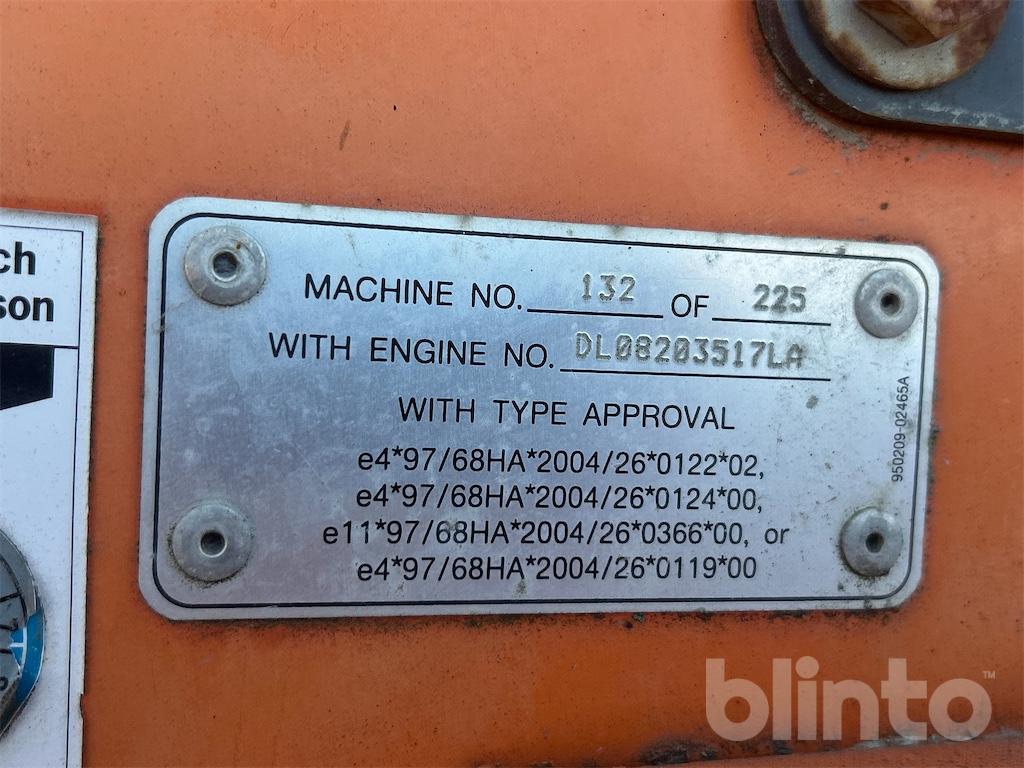 ch
son
MACHINE NO. 132 OF 225
WITH ENGINE NO. DL08203517LA
WITH TYPE APPROVAL
e4*97/68HA*2004/26*0122*02,
e4*97/68HA*2004/26*0124*00,
e11*97/68HA*2004/26*0366*00, or
e4*97/68HA*2004/26*0119*00
950209-02465A
blinto™